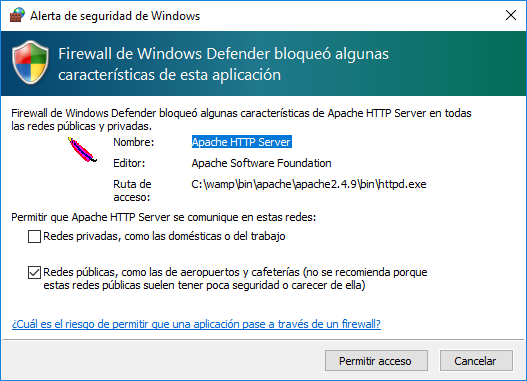 Alerta de seguridad de Windows
Firewall de Windows Defender bloqueó algunas
características de esta aplicación
Firewall de Windows Defender bloqueó algunas características de Apache HTTP Server en todas
las redes públicas y privadas.
Nombre: Apache HTTP Server
Editor: Apache Software Foundation
Ruta de C:\wamp\bin\apache\apache2.4.9\bin\httpd.exe
acceso:
Permitir que Apache HTTP Server se comunique en estas redes:
Redes privadas, como las domésticas o del trabajo
Redes públicas, como las de aeropuertos y cafeterías (no se recomienda porque
estas redes públicas suelen tener poca seguridad o carecer de ella)
¿Cuál es el riesgo de permitir que una aplicación pase a través de un firewall?
Permitir acceso Cancelar